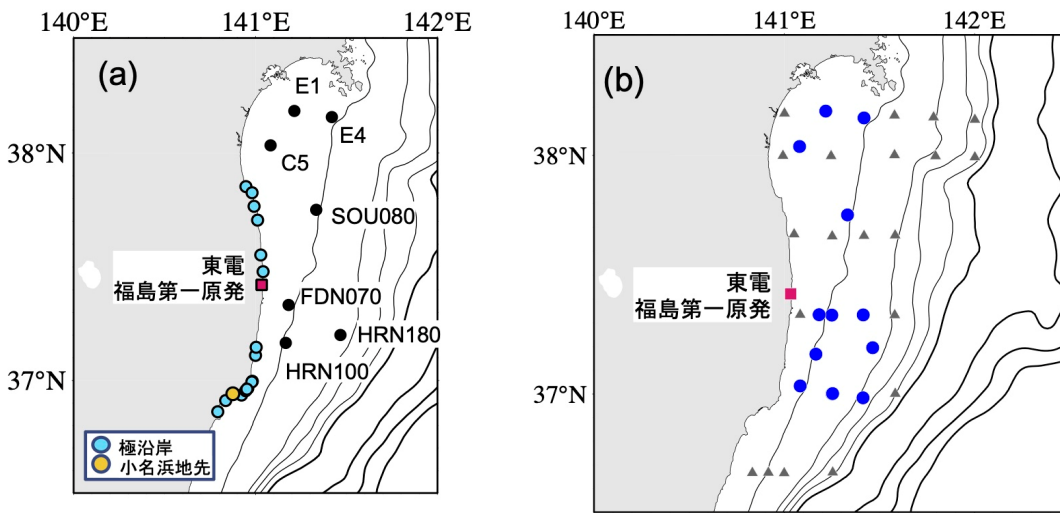 140°E
141°E
142°E
(a)
E1
E4
38°N
C5
SOU080
東電
福島第一原発
FDN070
HRN180
HRN100
37°N
極沿岸
小名浜地先
140°E
141°E
142°E
(b)
38°N
東電
福島第一原発
37°N